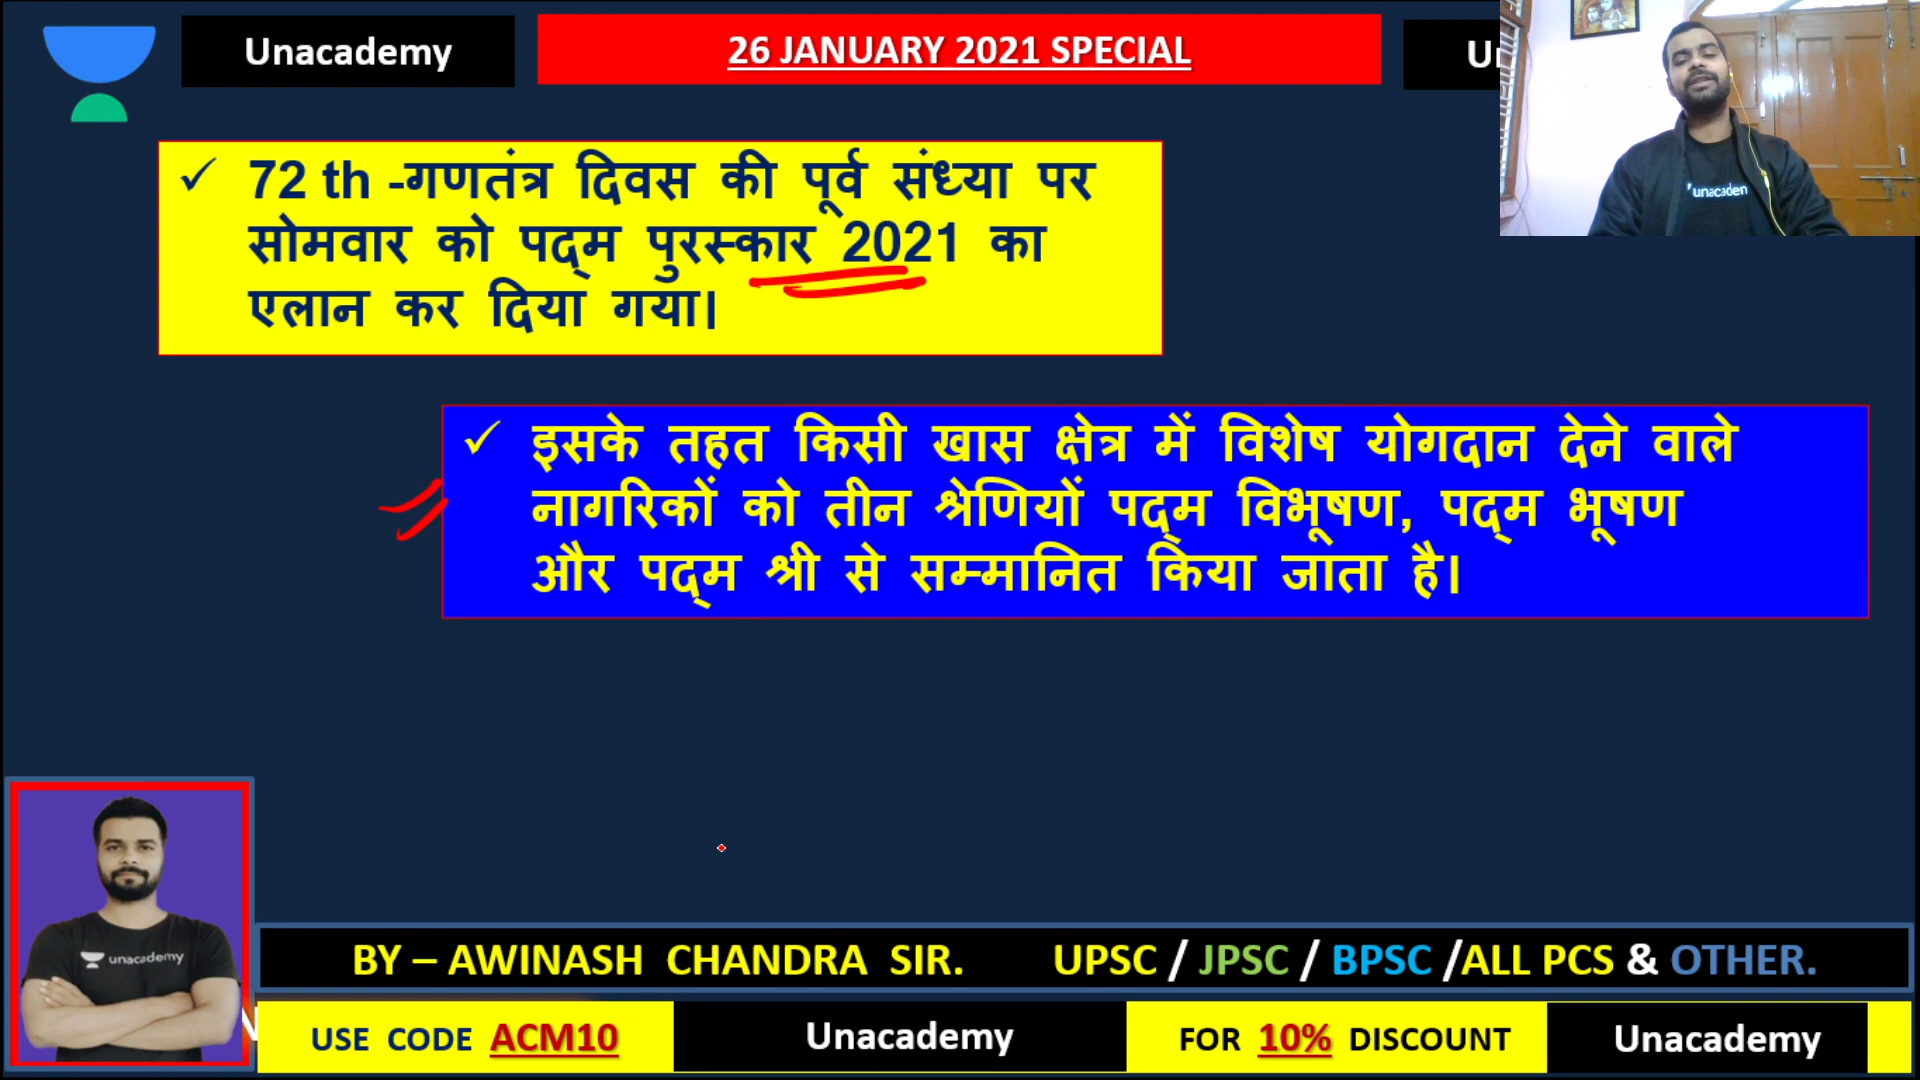 Unacademy
26 JANUARY 2021 SPECIAL
72 th -गणतंत्र दिवस की पूर्व संध्या पर
सोमवार को पद्म पुरस्कार 2021 का
एलान कर दिया गया।
इसके तहत किसी खास क्षेत्र में विशेष योगदान देने वाले
नागरिकों को तीन श्रेणियों पद्म विभूषण, पद्म भूषण
और पद्म श्री से सम्मानित किया जाता है।
unacademy
BY – AWINASH CHANDRA SIR. UPSC / JPSC / BPSC /ALL PCS & OTHER.
USE CODE ACM10 Unacademy FOR 10% DISCOUNT Unacademy